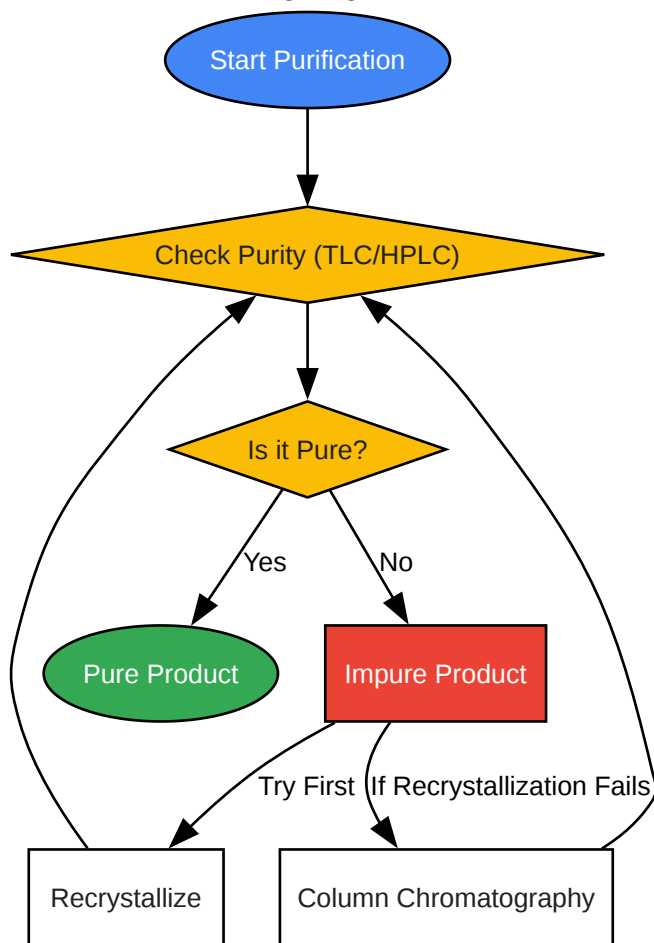 Start Purification
Check Purity (TLC/HPLC)
Is it Pure?
Yes
No
Pure Product
Impure Product
Try First
If Recrystallization Fails
Recrystallize
Column Chromatography